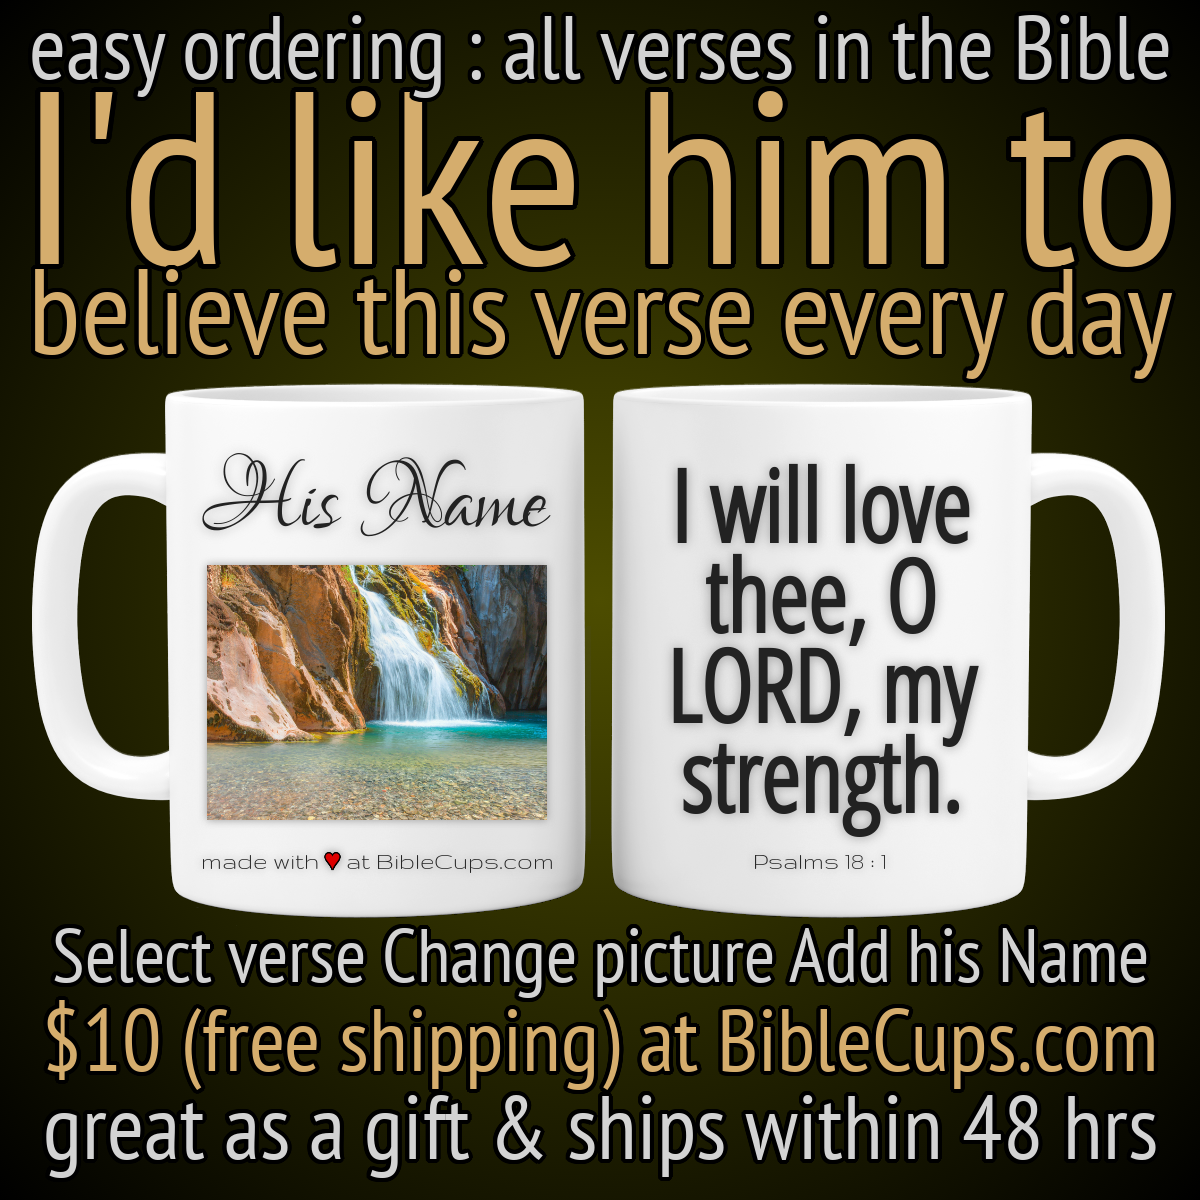 easy ordering : all verses in the Bible
I'd like him to
believe this verse every day
His Name
made with ❤ at BibleCups.com
I will love
thee, O
LORD, my
strength.
Psalms 18 : 1
Select verse Change picture Add his Name
$10 (free shipping) at BibleCups.com
great as a gift & ships within 48 hrs